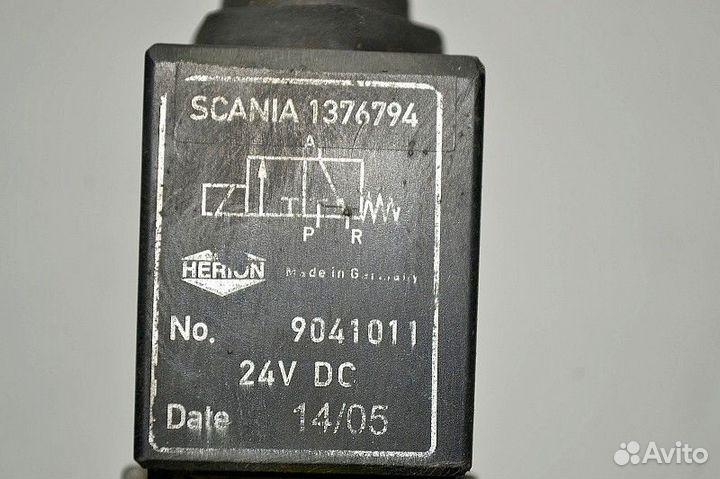 SCANIA 1376794
A
T
P R
HERION Made in Germany
No. 9041011
24V DC
Date 14/05
Avito